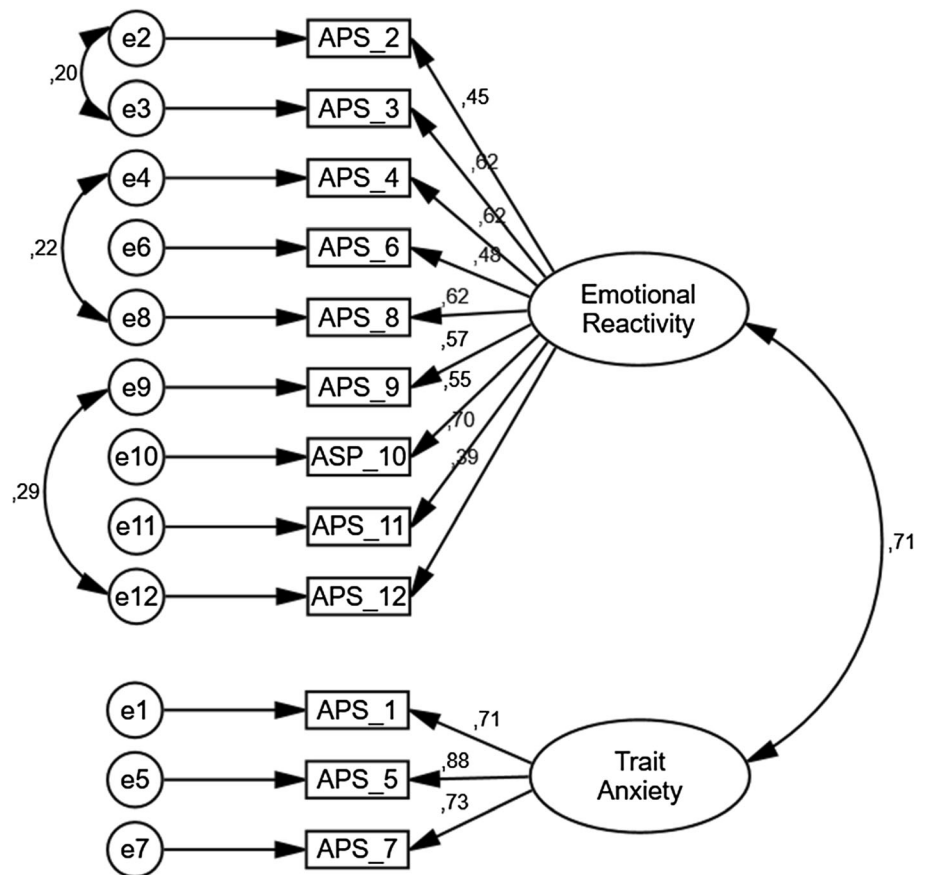 e2
APS_2
,20
,45
e3
APS_3
,62
e4
APS_4
,62
,22
e6
APS_6
,48
e8
APS_8
,62
Emotional
Reactivity
,57
e9
APS_9
,55
,70
e10
ASP_10
,39
,29
e11
APS_11
,71
e12
APS_12
e1
APS_1
,71
e5
APS_5
,88
Trait
Anxiety
,73
e7
APS_7